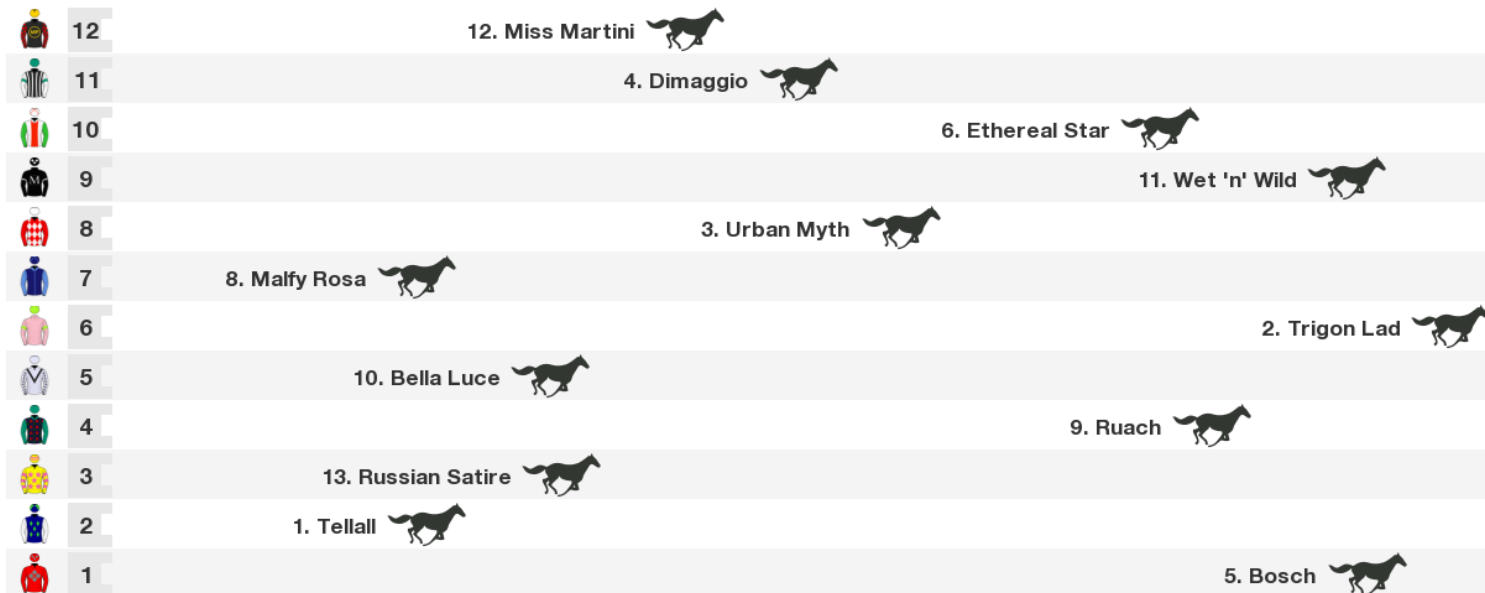 12 12. Miss Martini
11 4. Dimaggio
10 6. Ethereal Star
9 11. Wet 'n' Wild
8 3. Urban Myth
7 8. Malfy Rosa
6 2. Trigon Lad
5 10. Bella Luce
4 9. Ruach
3 13. Russian Satire
2 1. Tellall
1 5. Bosch